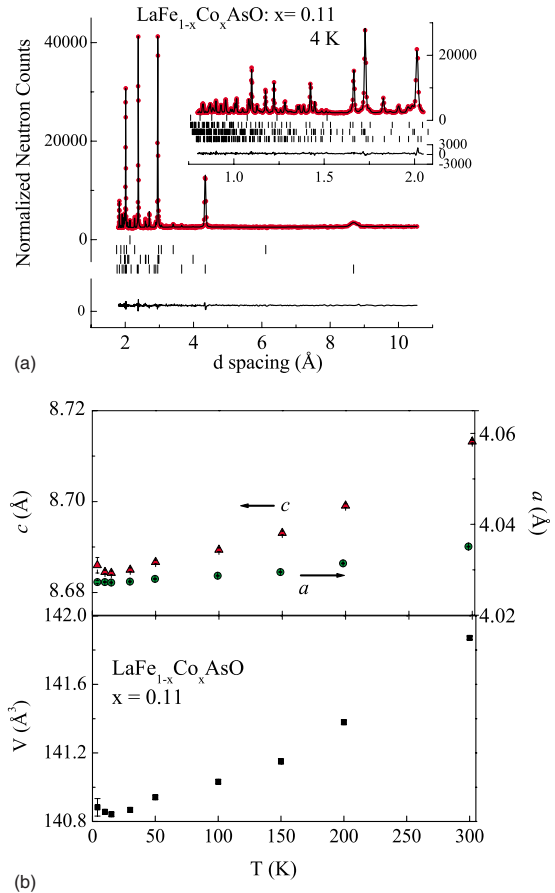 LaFe1-xCoxAsO: x= 0.11
4 K
40000
20000
0
0
Normalized Neutron Counts
20000
0
3000
0
-3000
1.0 1.5 2.0
2 4 6 8 10
d spacing (Å)
(a)
8.72
8.70
8.68
c (Å)
4.06
4.04
4.02
a (Å)
c
a
142.0
141.6
141.2
140.8
V (Å3)
LaFe1-xCoxAsO
x = 0.11
0 50 100 150 200 250 300
T (K)
(b)